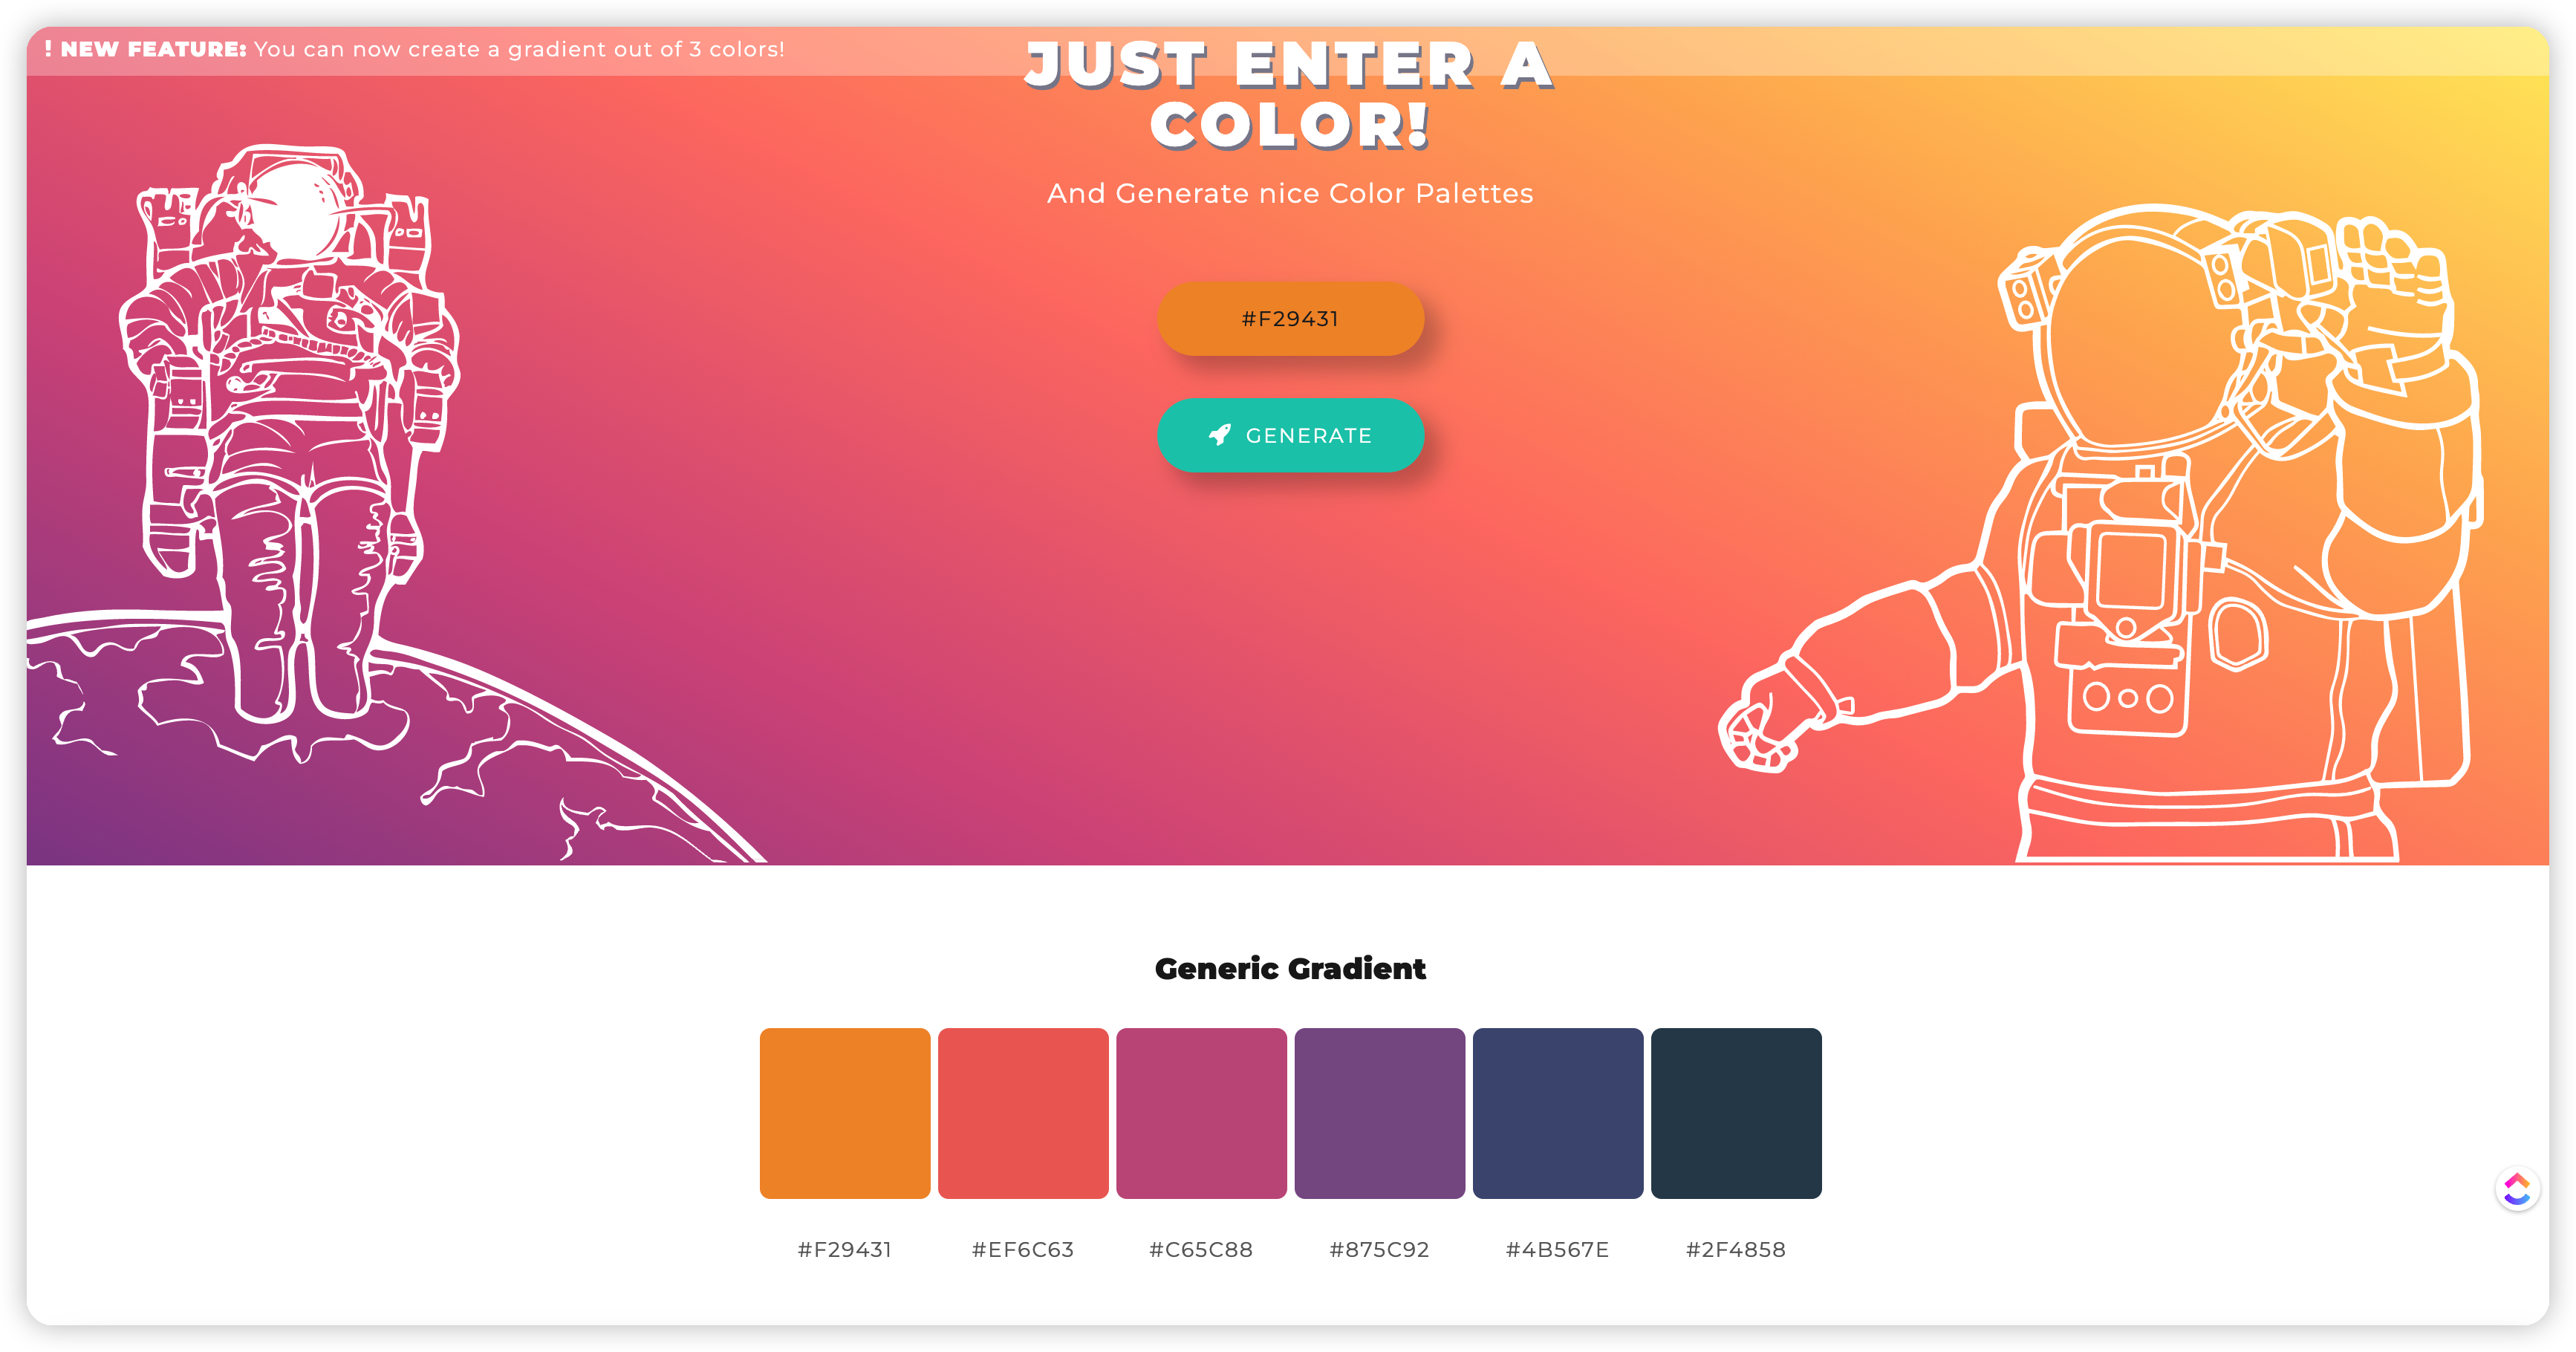 ! NEW FEATURE: You can now create a gradient out of 3 colors!
JUST ENTER A
COLOR!
And Generate nice Color Palettes
#F29431
GENERATE
Generic Gradient
#F29431 #EF6C63 #C65C88 #875C92 #4B567E #2F4858